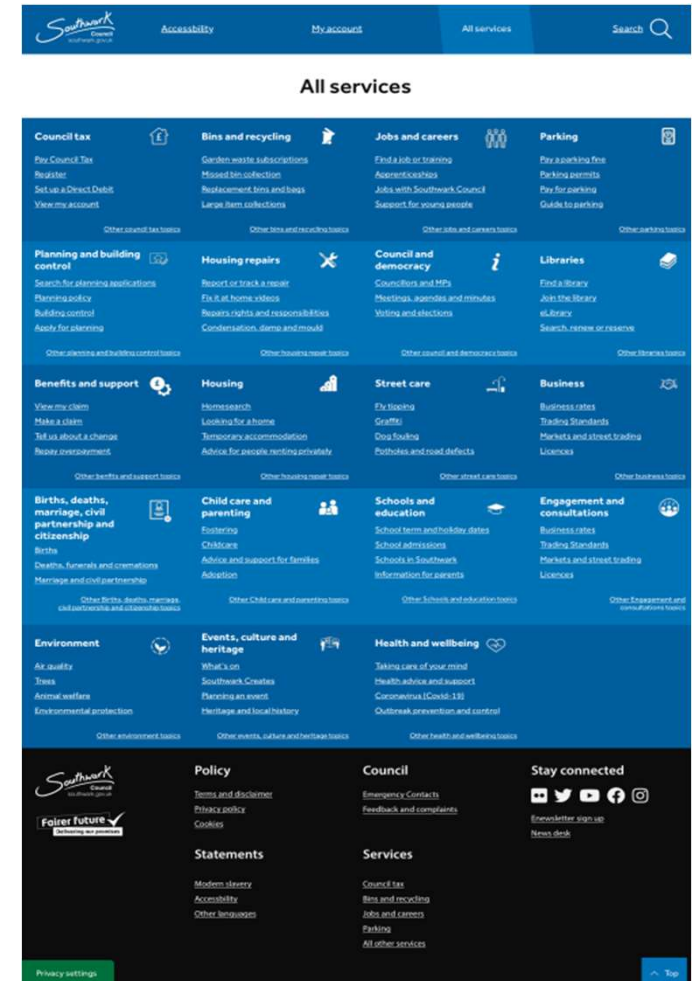 Southwark
Council
southwark.gov.uk
Accessbility
My account
All services
Search
All services
Council tax
Pay Council Tax
Register
Set up a Direct Debit
View my account
Other council tax topics
Bins and recycling
Garden waste subscriptions
Missed bin collection
Replacement bins and bags
Large item collections
Other bins and recycling topics
Jobs and careers
Find a job or training
Apprenticeships
Jobs with Southwark Council
Support for young people
Other jobs and careers topics
Parking
Pay a parking fine
Parking permits
Pay for parking
Guide to parking
Other parking topics
Planning and building
control
Search for planning applications
Planning policy
Building control
Apply for planning
Other planning and building control topics
Housing repairs
Report or track a repair
Fix it at home videos
Repairs rights and responsibilities
Condensation, damp and mould
Other housing repair topics
Council and
democracy
Councillors and MPs
Meetings, agendas and minutes
Voting and elections
Other council and democracy topics
Libraries
Find a library
Join the library
eLibrary
Search, renew or reserve
Other libraries topics
Benefits and support
View my claim
Make a claim
Tell us about a change
Repay overpayment
Other benfits and support topics
Housing
Homesearch
Looking for a home
Temporary accommodation
Advice for people renting privately
Other housing repair topics
Street care
Fly tipping
Graffiti
Dog fouling
Potholes and road defects
Other street care topics
Business
Business rates
Trading Standards
Markets and street trading
Licences
Other business topics
Births, deaths,
marriage, civil
partnership and
citizenship
Births
Deaths, funerals and cremations
Marriage and civil partnership
Other Births, deaths, marriage,
civil partnership and citizenship topics
Child care and
parenting
Fostering
Childcare
Advice and support for families
Adoption
Other Child care and parenting topics
Schools and
education
School term and holiday dates
School admissions
Schools in Southwark
Information for parents
Other Schools and education topics
Engagement and
consultations
Business rates
Trading Standards
Markets and street trading
Licences
Other Engagement and
consultations topics
Environment
Air quality
Trees
Animal welfare
Environmental protection
Other environment topics
Events, culture and
heritage
What's on
Southwark Creates
Planning an event
Heritage and local history
Other events, culture and heritage topics
Health and wellbeing
Taking care of your mind
Health advice and support
Coronavirus (Covid-19)
Outbreak prevention and control
Other health and wellbeing topics
Southwark
Council
southwark.gov.uk
Fairer future
Delivering our promises
Policy
Terms and disclaimer
Privacy policy
Cookies
Council
Emergency Contacts
Feedback and complaints
Stay connected
Enewsletter sign up
News desk
Statements
Modern slavery
Accessbility
Other languages
Services
Council tax
Bins and recycling
Jobs and careers
Parking
All other services
Privacy settings
Top